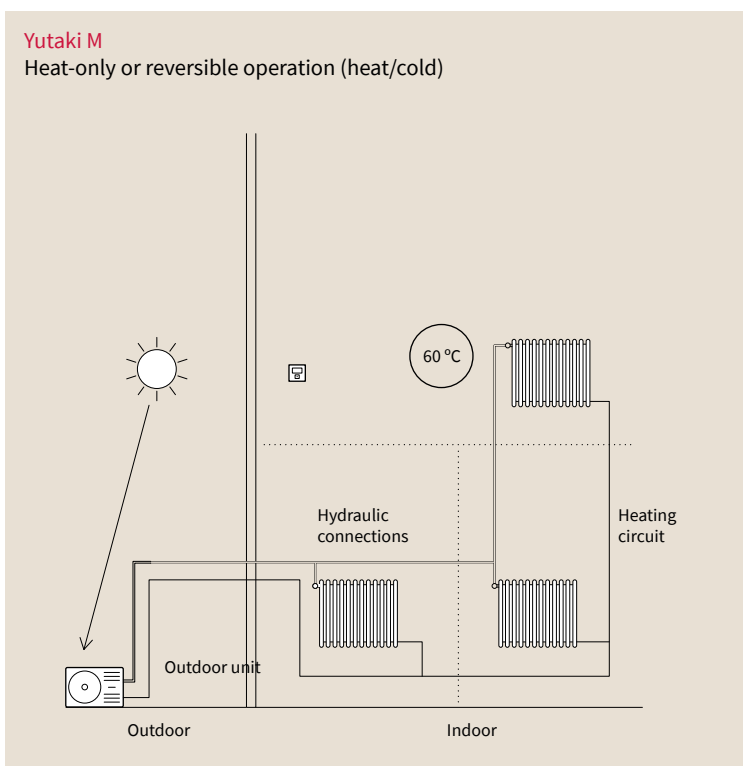 Yutaki M
Heat-only or reversible operation (heat/cold)
60 ºC
Hydraulic
connections
Heating
circuit
Outdoor unit
Outdoor
Indoor